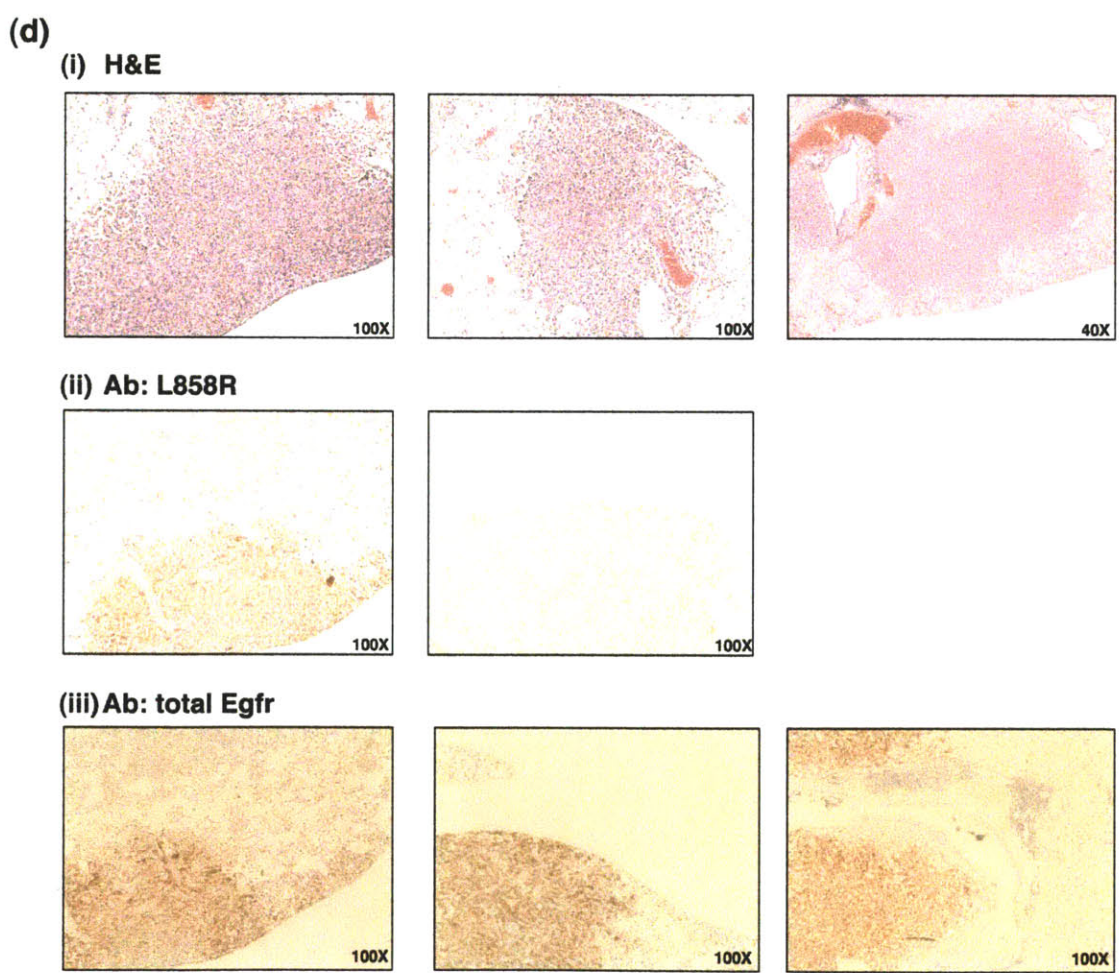 (d)
(i) H&E
100X
100X
40X
(ii) Ab: L858R
100X
100X
(iii) Ab: total Egfr
100X
100X
100X